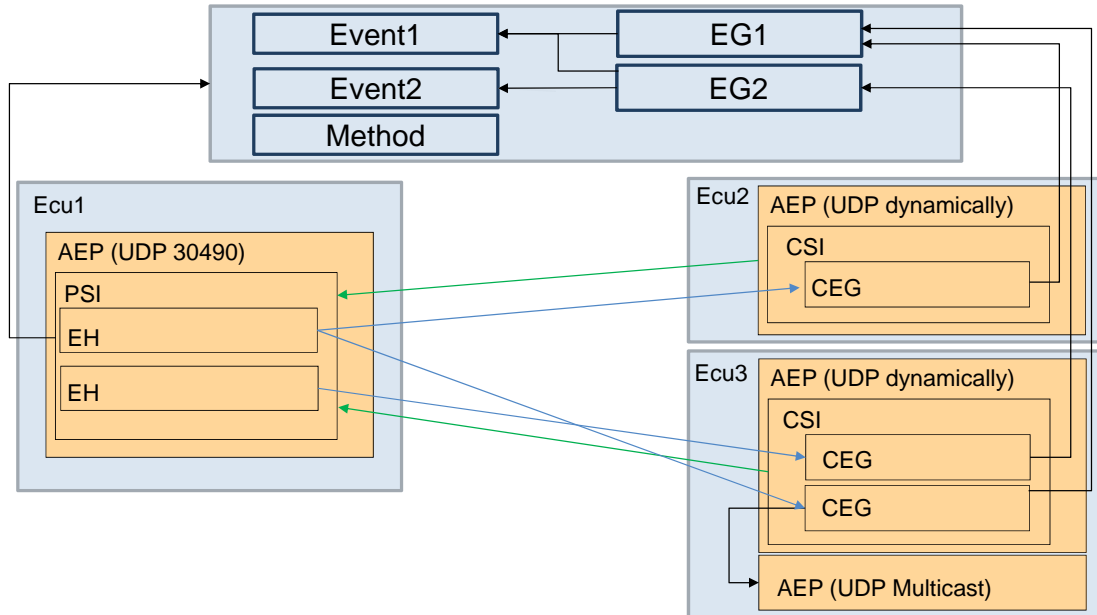 Event1
EG1
Event2
EG2
Method
Ecu1
AEP (UDP 30490)
PSI
EH
EH
Ecu2
AEP (UDP dynamically)
CSI
CEG
Ecu3
AEP (UDP dynamically)
CSI
CEG
CEG
AEP (UDP Multicast)